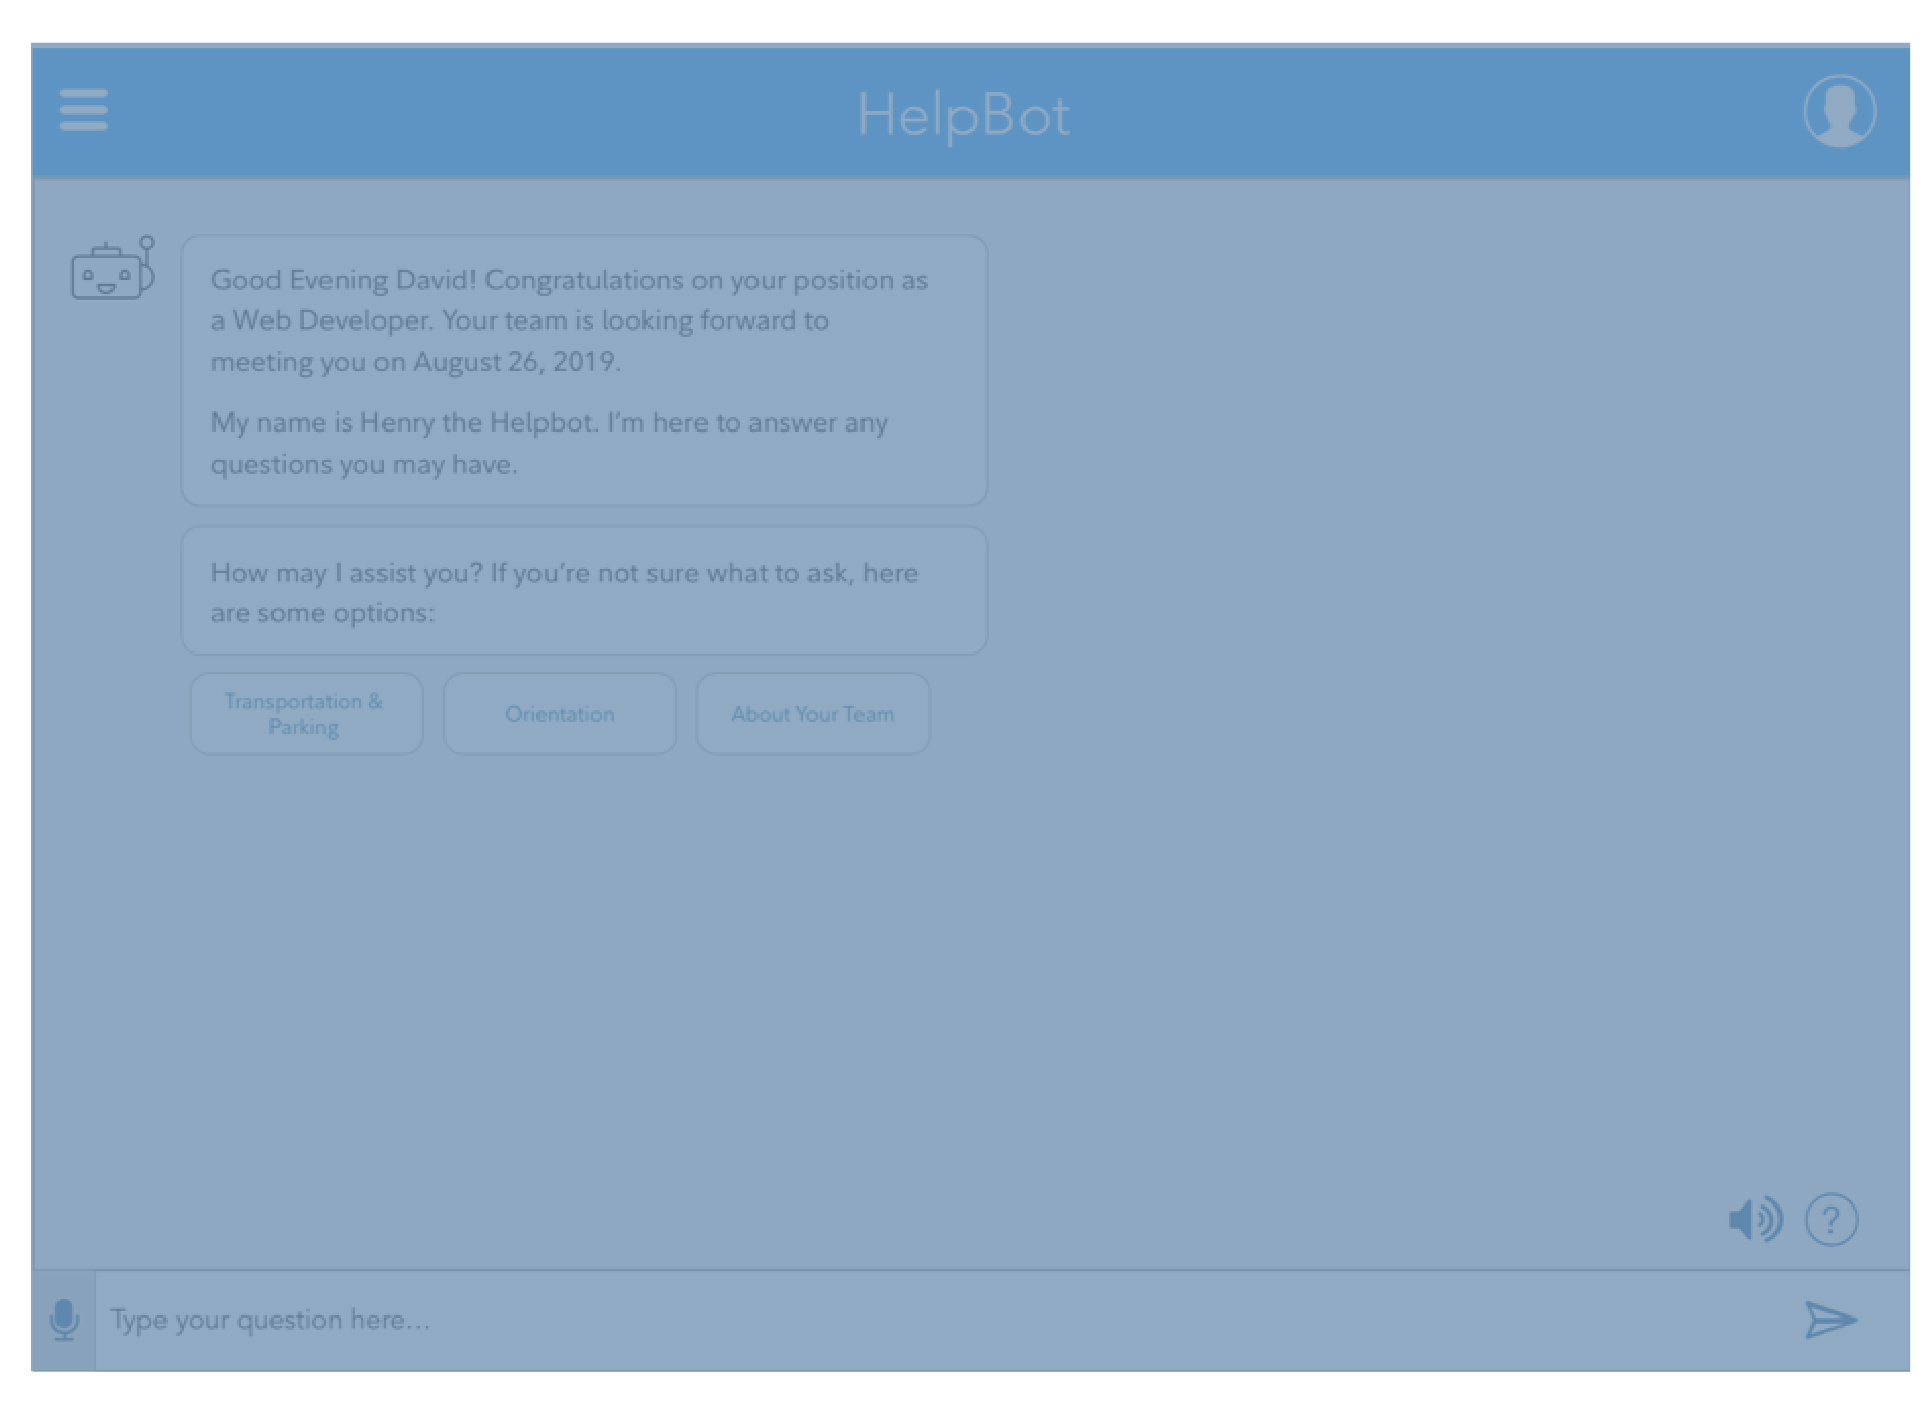 HelpBot
Good Evening David! Congratulations on your position as
a Web Developer. Your team is looking forward to
meeting you on August 26, 2019.
My name is Henry the Helpbot. I’m here to answer any
questions you may have.
How may I assist you? If you’re not sure what to ask, here
are some options:
Transportation &
Parking
Orientation
About Your Team
?
Type your question here...